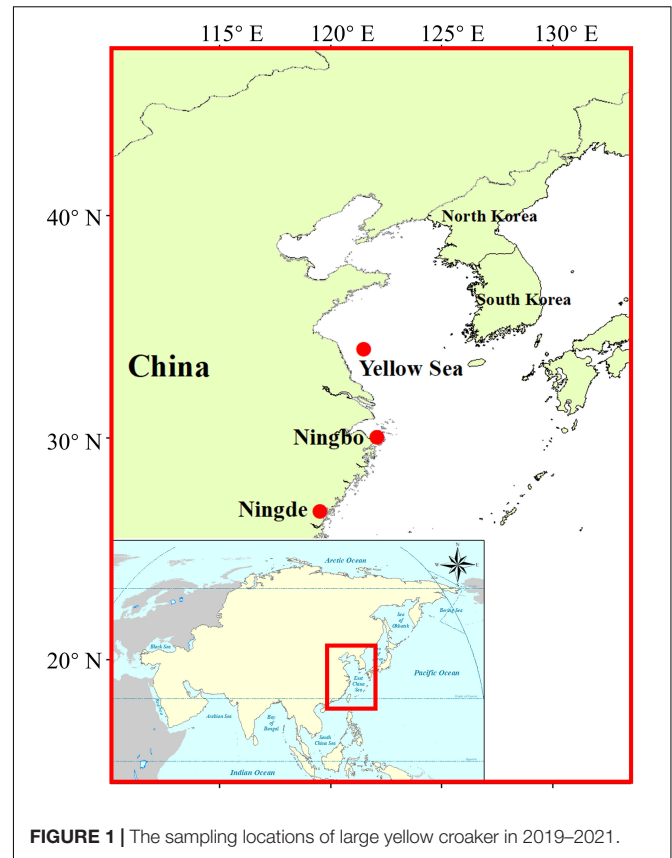 115° E 120° E 125° E 130° E
40° N
North Korea
South Korea
China
Yellow Sea
30° N
Ningbo
Ningde
20° N
Arctic Ocean
N
W E
Bering Sea
Sea of Okhotsk
Black Sea
East China Sea
Pacific Ocean
Arabian Sea
Bay of Bengal
South China Sea
Indian Ocean
FIGURE 1 | The sampling locations of large yellow croaker in 2019–2021.